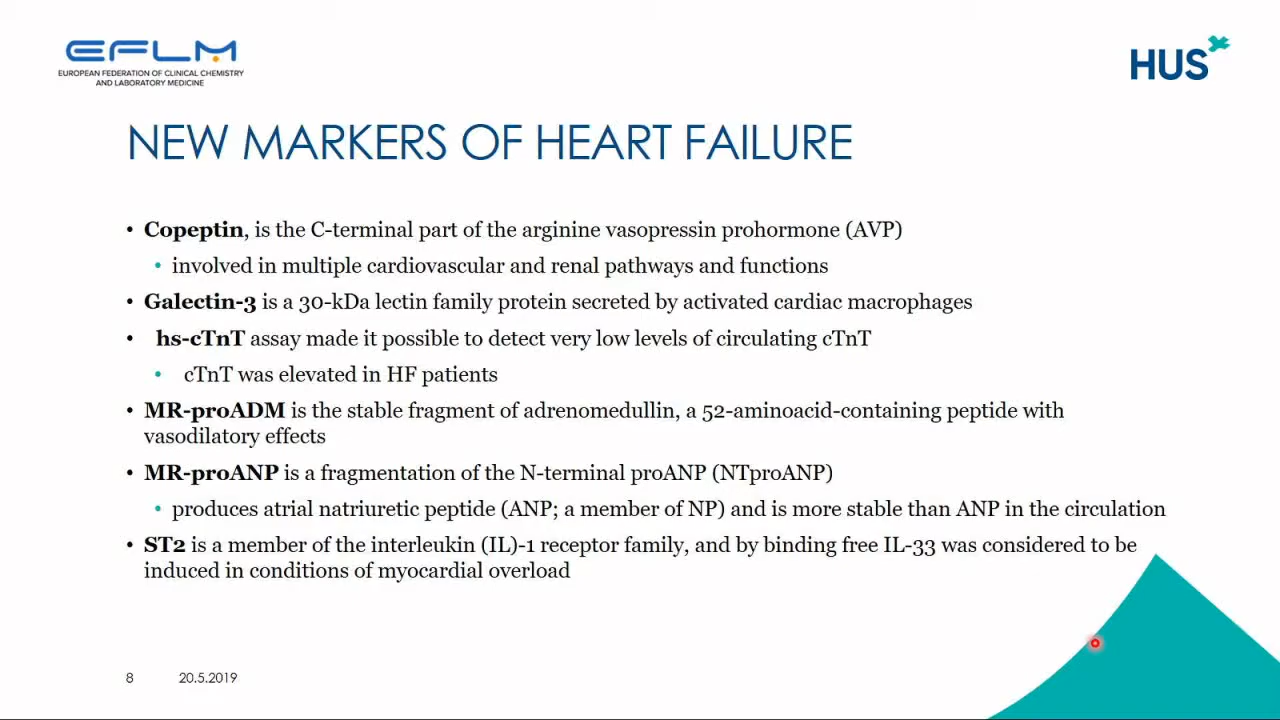 EFLM
EUROPEAN FEDERATION OF CLINICAL CHEMISTRY
AND LABORATORY MEDICINE
HUS
NEW MARKERS OF HEART FAILURE
• Copeptin, is the C-terminal part of the arginine vasopressin prohormone (AVP)
• involved in multiple cardiovascular and renal pathways and functions
• Galectin-3 is a 30-kDa lectin family protein secreted by activated cardiac macrophages
• hs-cTnT assay made it possible to detect very low levels of circulating cTnT
• cTnT was elevated in HF patients
• MR-proADM is the stable fragment of adrenomedullin, a 52-aminoacid-containing peptide with
vasodilatory effects
• MR-proANP is a fragmentation of the N-terminal proANP (NTproANP)
• produces atrial natriuretic peptide (ANP; a member of NP) and is more stable than ANP in the circulation
• ST2 is a member of the interleukin (IL)-1 receptor family, and by binding free IL-33 was considered to be
induced in conditions of myocardial overload
8 20.5.2019